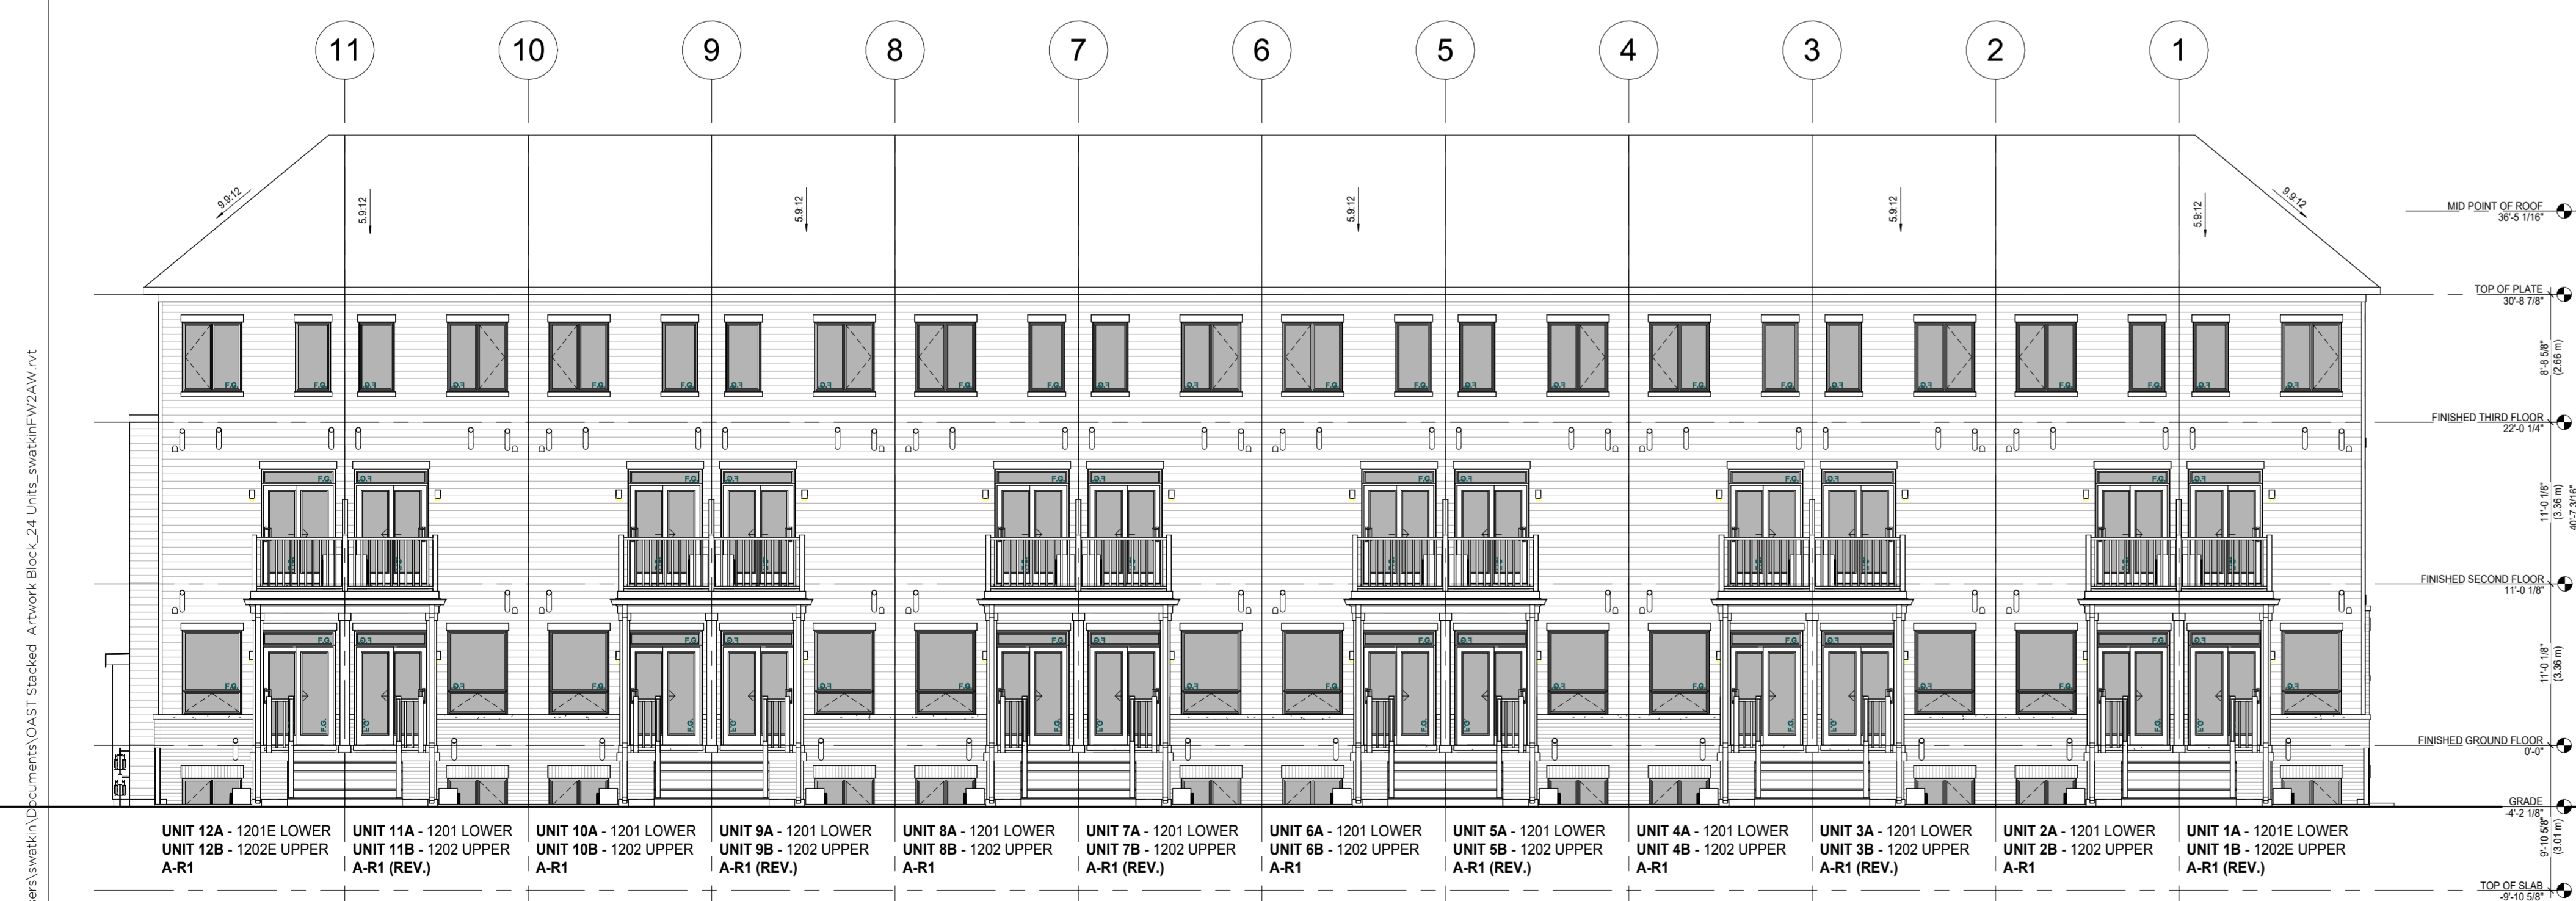 11 10 9 8 7 6 5 4 3 2 1
9.9:12
5.9:12
5.9:12
5.9:12
5.9:12
5.9:12
9.9:12
MID POINT OF ROOF
36'-5 1/16"
TOP OF PLATE
30'-8 7/8"
8'-8 5/8"
(2.66 m)
FINISHED THIRD FLOOR
22'-0 1/4"
11'-0 1/8"
(3.36 m)
40'-7 3/16"
FINISHED SECOND FLOOR
11'-0 1/8"
11'-0 1/8"
(3.36 m)
FINISHED GROUND FLOOR
0'-0"
GRADE
-4'-2 1/8"
9'-10 5/8"
(3.01 m)
TOP OF SLAB
-9'-10 5/8"
F.G.
UNIT 12A - 1201E LOWER
UNIT 12B - 1202E UPPER
A-R1
UNIT 11A - 1201 LOWER
UNIT 11B - 1202 UPPER
A-R1 (REV.)
UNIT 10A - 1201 LOWER
UNIT 10B - 1202 UPPER
A-R1
UNIT 9A - 1201 LOWER
UNIT 9B - 1202 UPPER
A-R1 (REV.)
UNIT 8A - 1201 LOWER
UNIT 8B - 1202 UPPER
A-R1
UNIT 7A - 1201 LOWER
UNIT 7B - 1202 UPPER
A-R1 (REV.)
UNIT 6A - 1201 LOWER
UNIT 6B - 1202 UPPER
A-R1
UNIT 5A - 1201 LOWER
UNIT 5B - 1202 UPPER
A-R1 (REV.)
UNIT 4A - 1201 LOWER
UNIT 4B - 1202 UPPER
A-R1
UNIT 3A - 1201 LOWER
UNIT 3B - 1202 UPPER
A-R1 (REV.)
UNIT 2A - 1201 LOWER
UNIT 2B - 1202 UPPER
A-R1
UNIT 1A - 1201E LOWER
UNIT 1B - 1202E UPPER
A-R1 (REV.)
ers\swatkin\Documents\OAST Stacked Artwork Block_24 Units_swatkinFW2AW.rvt